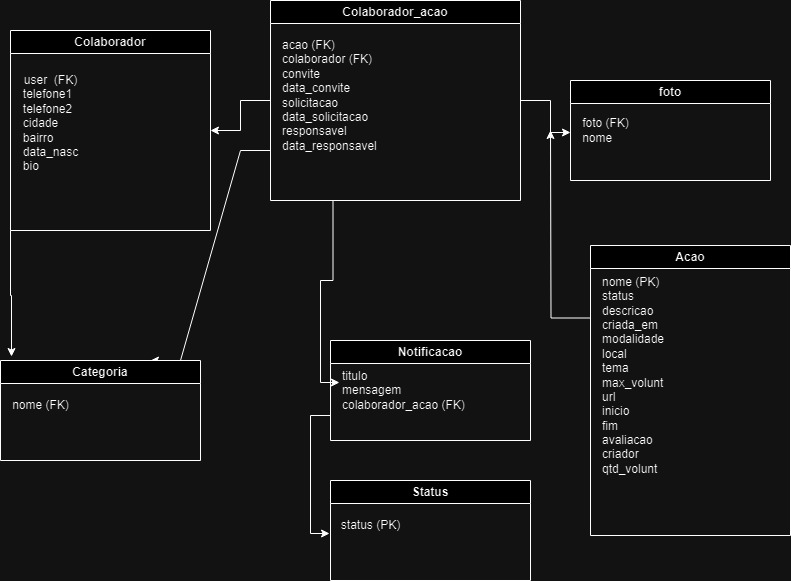 Colaborador_acao
acao (FK)
colaborador (FK)
convite
data_convite
solicitacao
data_solicitacao
responsavel
data_responsavel
Colaborador
user (FK)
telefone1
telefone2
cidade
bairro
data_nasc
bio
foto
foto (FK)
nome
Acao
nome (PK)
status
descricao
criada_em
modalidade
local
tema
max_volunt
url
inicio
fim
avaliacao
criador
qtd_volunt
Categoria
nome (FK)
Notificacao
titulo
mensagem
colaborador_acao (FK)
Status
status (PK)